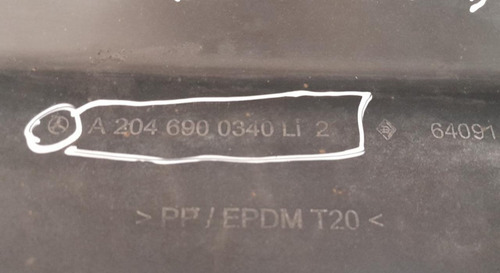 A 204 690 0340 LI 2 64091
> PP / EPDM T20 <